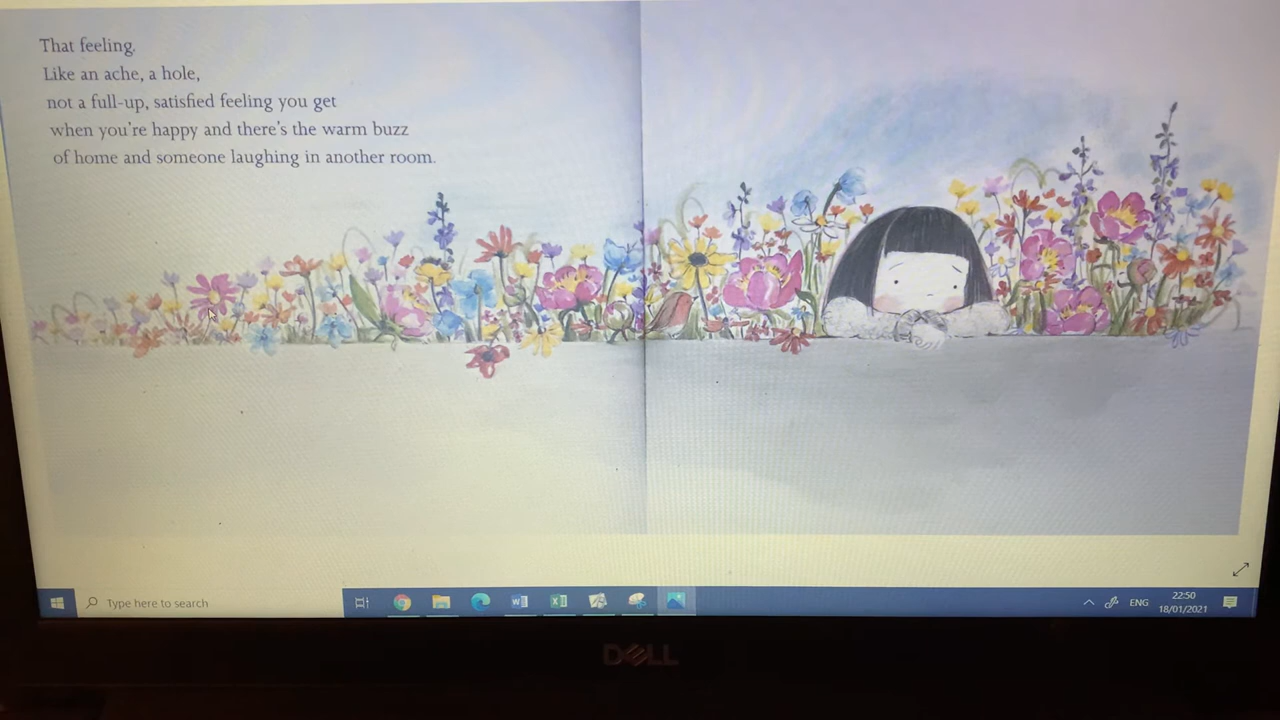 That feeling.
Like an ache, a hole,
not a full-up, satisfied feeling you get
when you're happy and there's the warm buzz
of home and someone laughing in another room.
Type here to search
ENG
22:50
18/01/2021
DELL